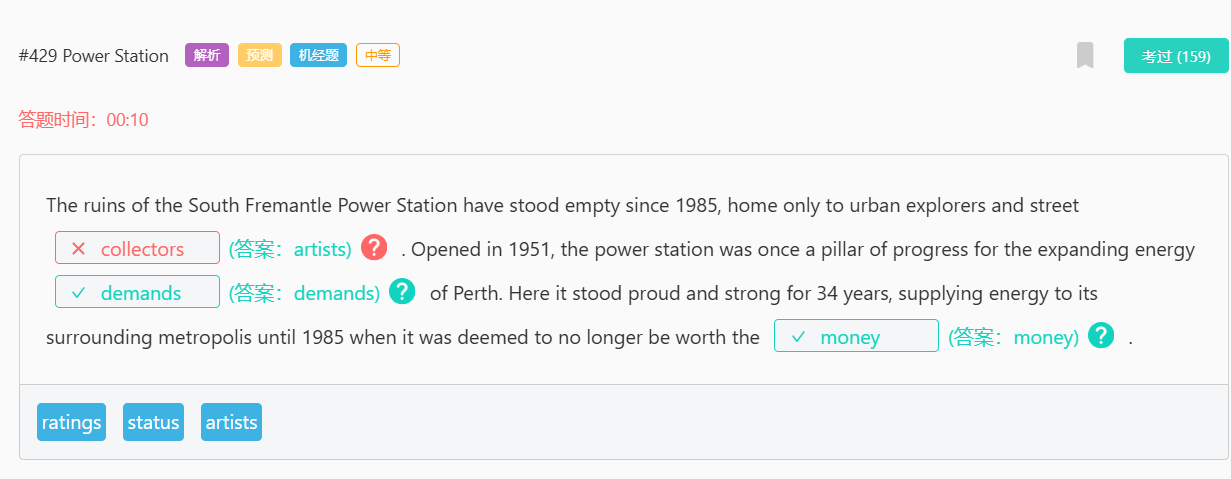 #429 Power Station 解析 预测 机经题 中等 考过 (159)
答题时间：00:10
The ruins of the South Fremantle Power Station have stood empty since 1985, home only to urban explorers and street
× collectors (答案：artists) ? . Opened in 1951, the power station was once a pillar of progress for the expanding energy
✓ demands (答案：demands) ? of Perth. Here it stood proud and strong for 34 years, supplying energy to its
surrounding metropolis until 1985 when it was deemed to no longer be worth the ✓ money (答案：money) ? .
ratings status artists